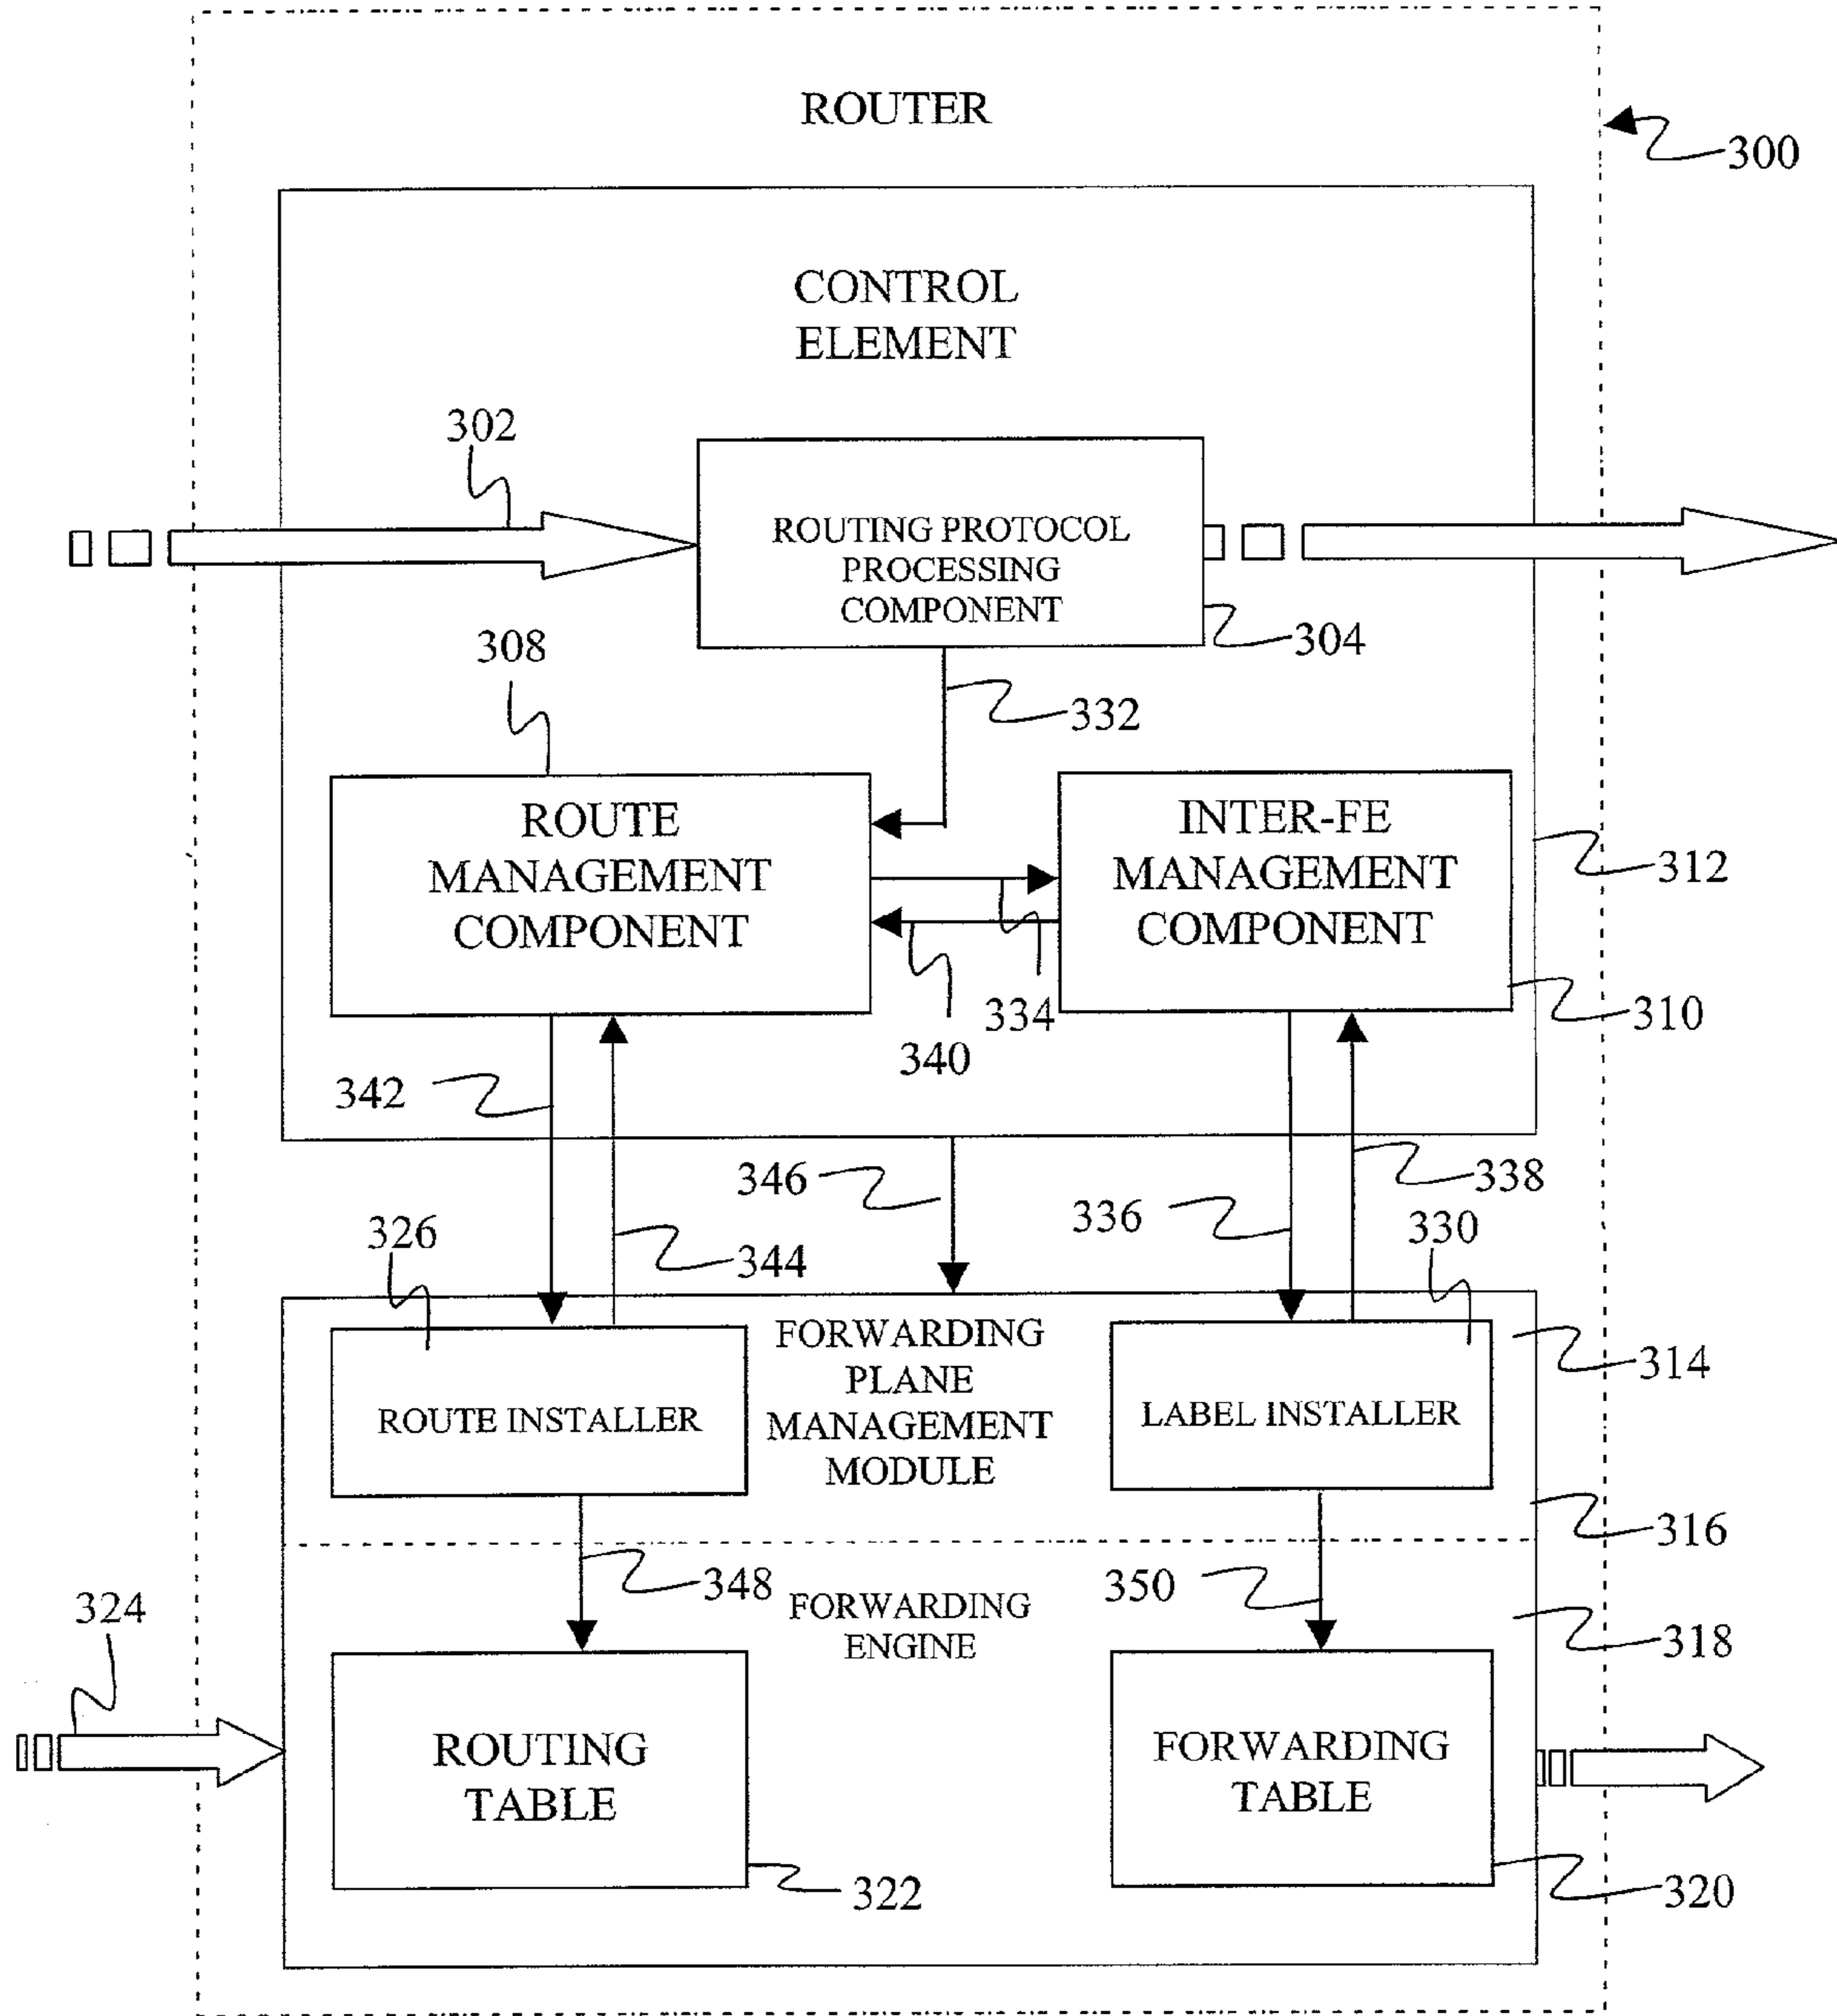 ROUTER
300
CONTROL
ELEMENT
302
ROUTING PROTOCOL
PROCESSING
COMPONENT
304
308
332
ROUTE
MANAGEMENT
COMPONENT
INTER-FE
MANAGEMENT
COMPONENT
312
334
310
340
342
346
338
336
330
326
344
FORWARDING
PLANE
MANAGEMENT
MODULE
314
ROUTE INSTALLER
LABEL INSTALLER
316
348
350
324
FORWARDING
ENGINE
318
ROUTING
TABLE
FORWARDING
TABLE
322
320